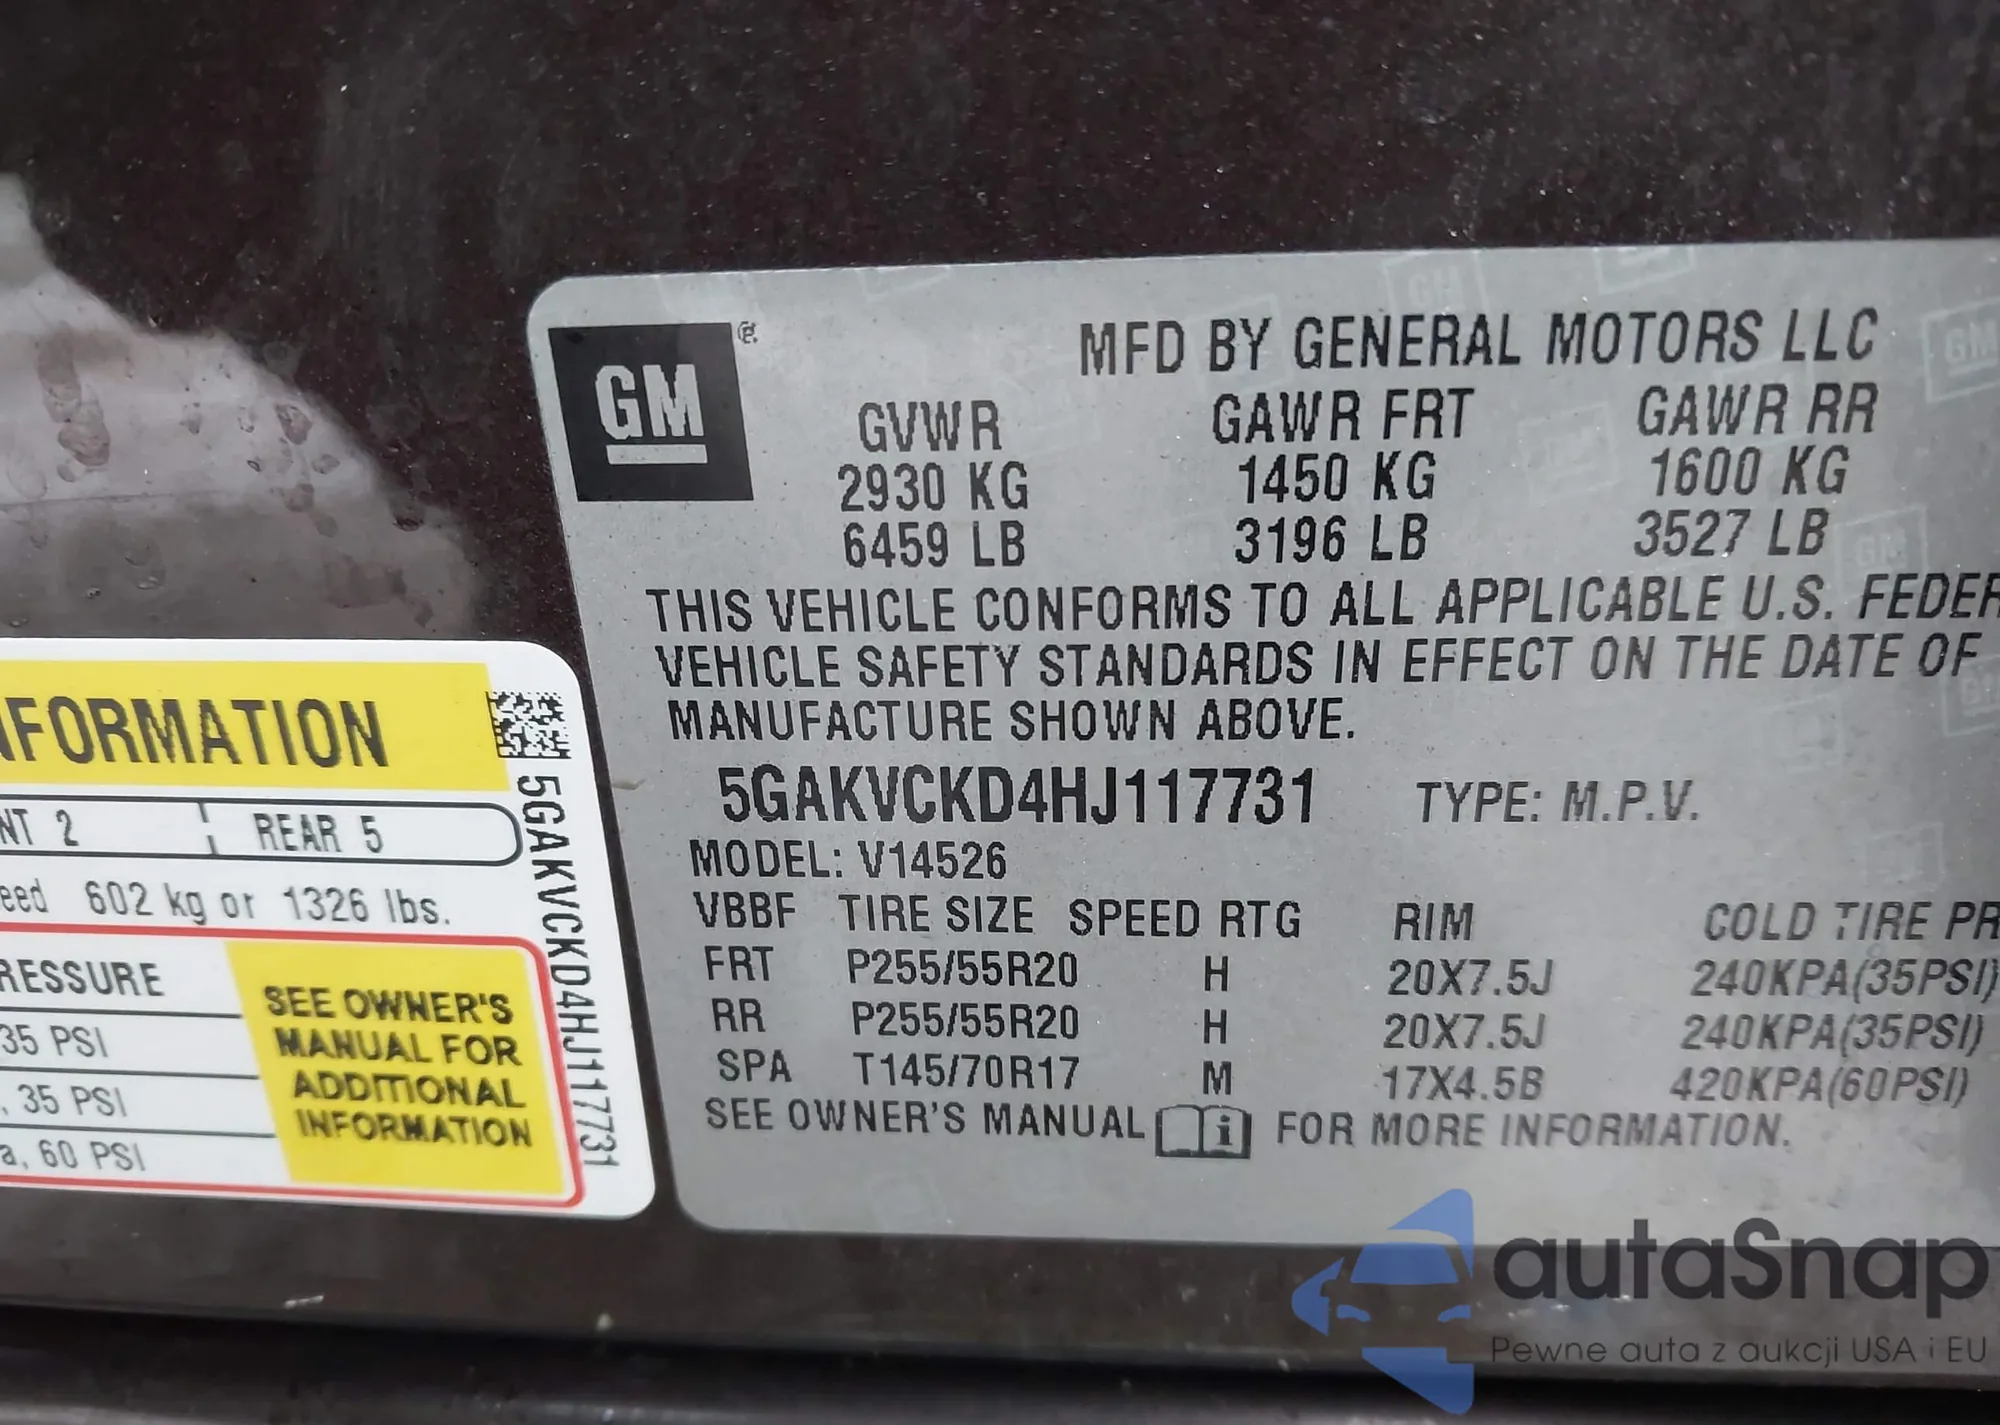 GM
MFD BY GENERAL MOTORS LLC
GVWR GAWR FRT GAWR RR
2930 KG 1450 KG 1600 KG
6459 LB 3196 LB 3527 LB
THIS VEHICLE CONFORMS TO ALL APPLICABLE U.S. FEDER
VEHICLE SAFETY STANDARDS IN EFFECT ON THE DATE OF
MANUFACTURE SHOWN ABOVE.
5GAKVCKD4HJ117731 TYPE: M.P.V.
MODEL: V14526
VBBF TIRE SIZE SPEED RTG RIM COLD TIRE PR
FRT P255/55R20 H 20X7.5J 240KPA(35PSI)
RR P255/55R20 H 20X7.5J 240KPA(35PSI)
SPA T145/70R17 M 17X4.5B 420KPA(60PSI)
SEE OWNER'S MANUAL i FOR MORE INFORMATION.
NFORMATION
NT 2 REAR 5
eed 602 kg or 1326 lbs.
RESSURE
35 PSI
, 35 PSI
a, 60 PSI
SEE OWNER'S
MANUAL FOR
ADDITIONAL
INFORMATION
5GAKVCKD4HJ117731
autaSnap
Pewne auta z aukcji USA i EU